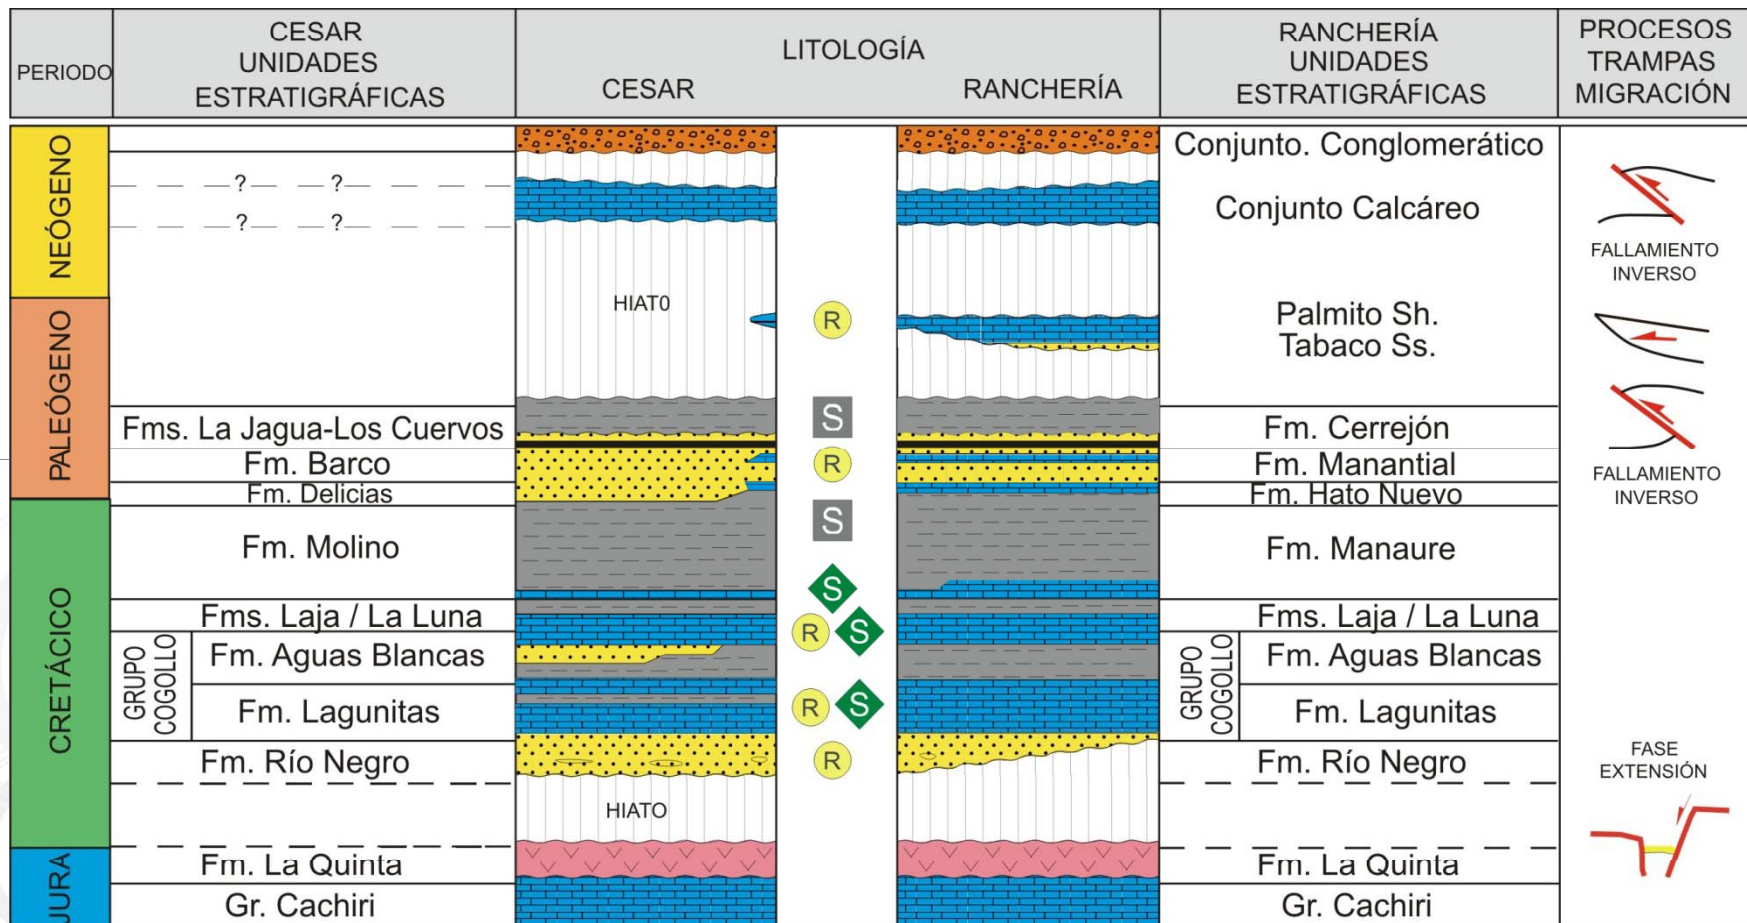 PERIODO
CESAR
UNIDADES
ESTRATIGRÁFICAS
LITOLOGÍA
CESAR
RANCHERÍA
RANCHERÍA
UNIDADES
ESTRATIGRÁFICAS
PROCESOS
TRAMPAS
MIGRACIÓN
NEÓGENO
PALEÓGENO
CRETÁCICO
JURA
? ?
? ?
Fms. La Jagua-Los Cuervos
Fm. Barco
Fm. Delicias
Fm. Molino
Fms. Laja / La Luna
GRUPO
COGOLLO
Fm. Aguas Blancas
Fm. Lagunitas
Fm. Río Negro
Fm. La Quinta
Gr. Cachiri
HIAT0
HIATO
R
S
R
S
S
R S
R S
R
Conjunto. Conglomerático
Conjunto Calcáreo
Palmito Sh.
Tabaco Ss.
Fm. Cerrejón
Fm. Manantial
Fm. Hato Nuevo
Fm. Manaure
Fms. Laja / La Luna
GRUPO
COGOLLO
Fm. Aguas Blancas
Fm. Lagunitas
Fm. Río Negro
Fm. La Quinta
Gr. Cachiri
FALLAMIENTO
INVERSO
FALLAMIENTO
INVERSO
FASE
EXTENSIÓN